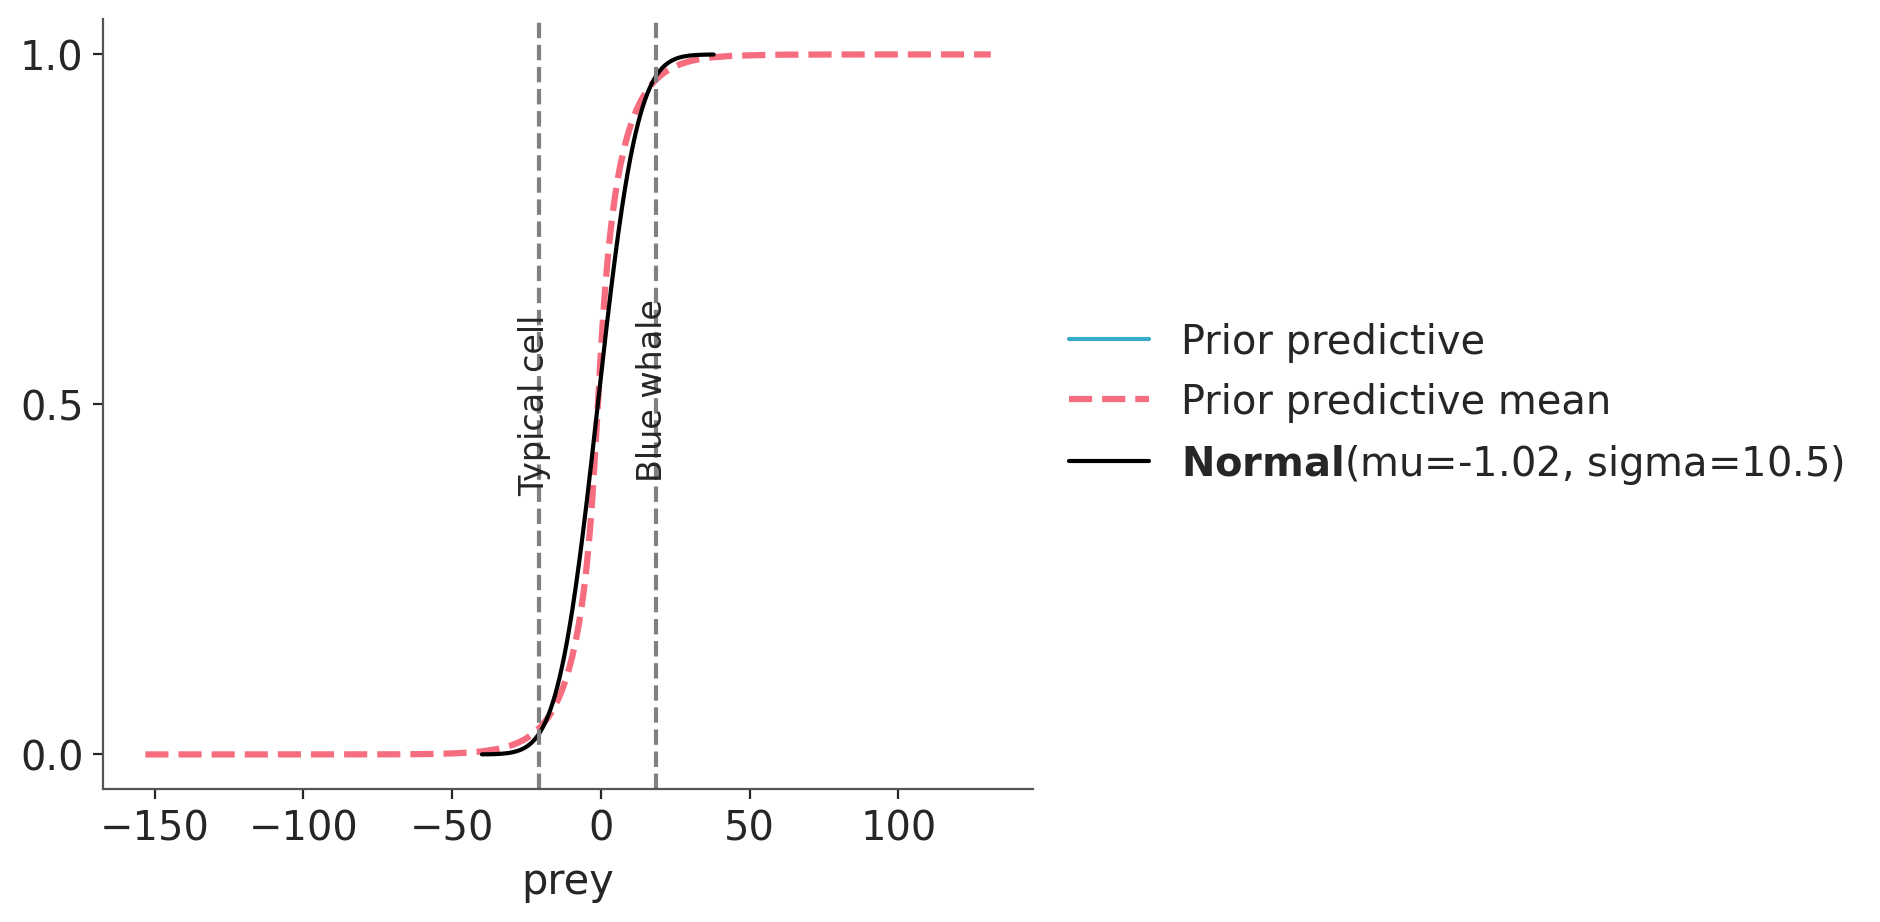 1.0
0.5
0.0
Typical cell
Blue whale
−150
−100
−50
0
50
100
prey
Prior predictive
Prior predictive mean
Normal(mu=-1.02, sigma=10.5)